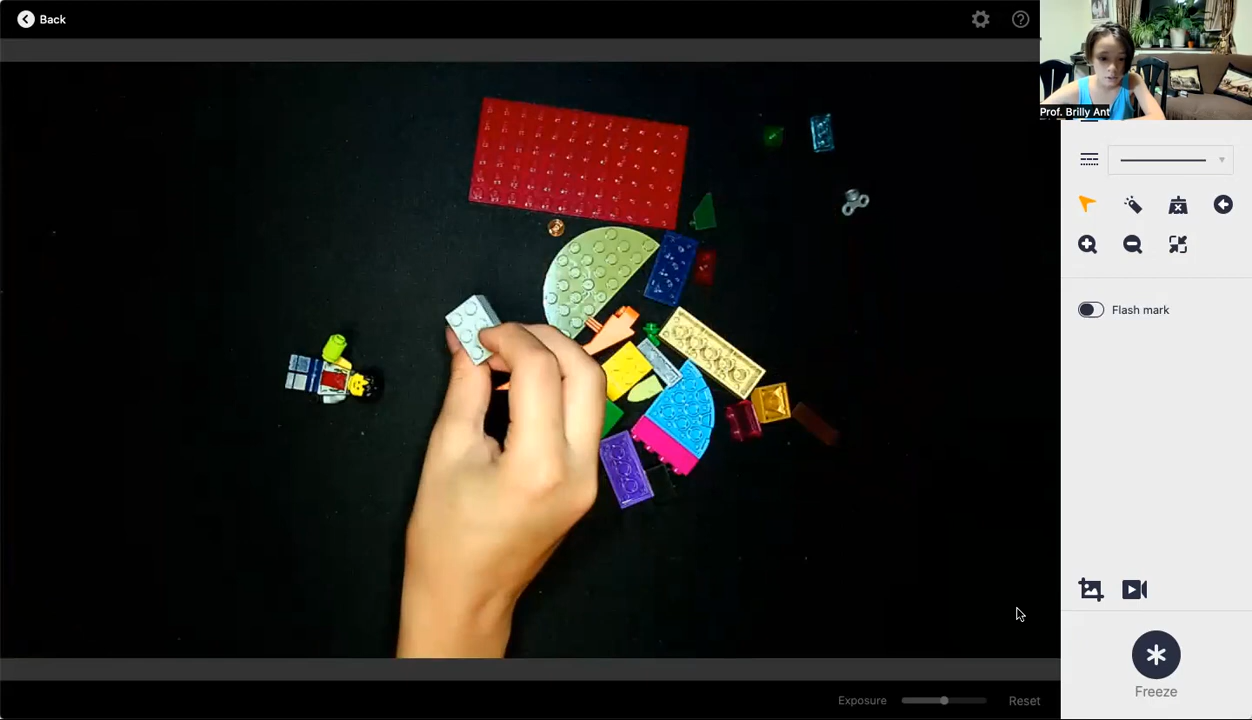 Back
Prof. Brilly Ant
Flash mark
Freeze
Exposure
Reset